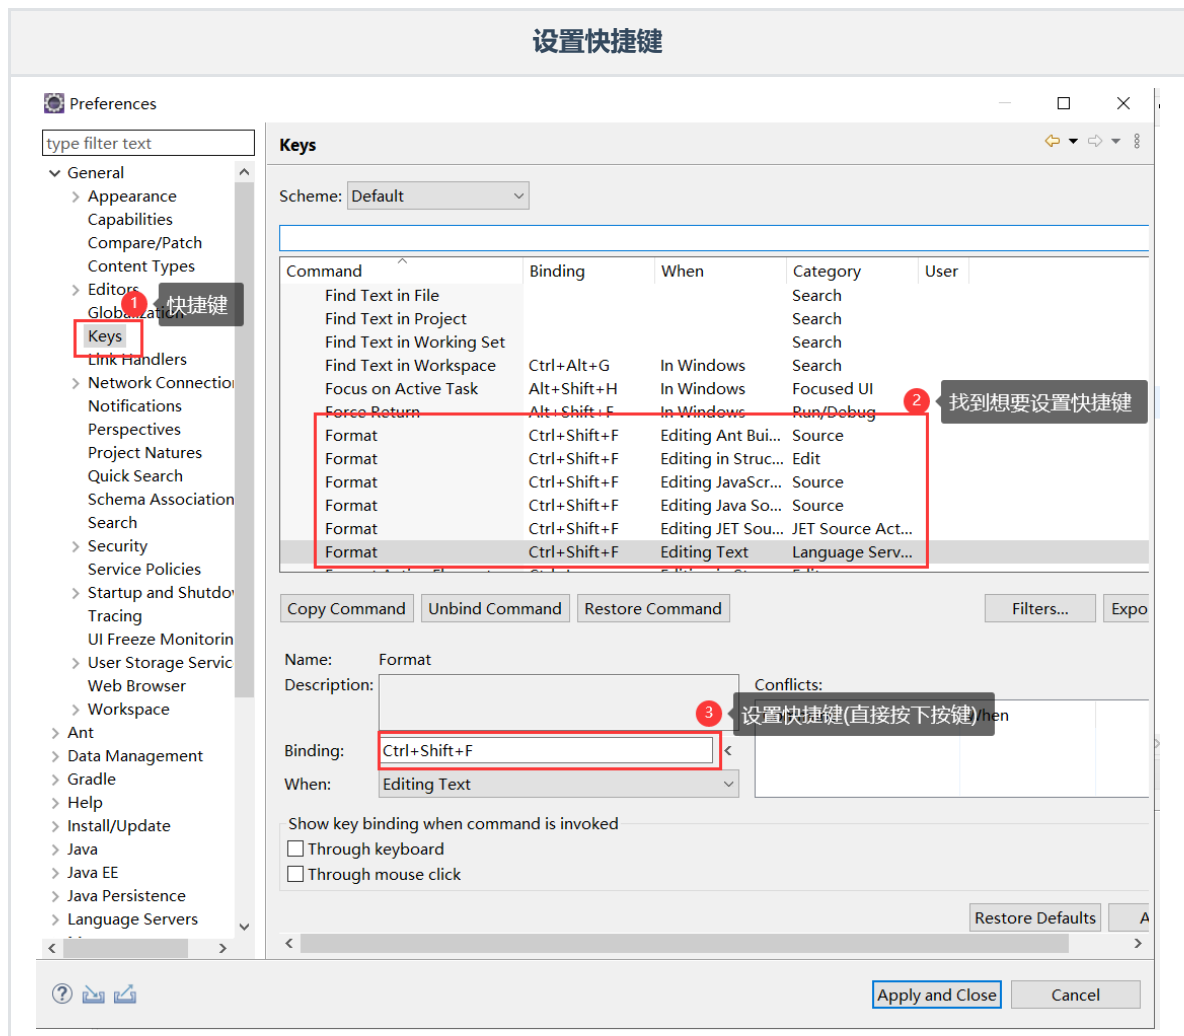 设置快捷键
Preferences
type filter text
Keys
General
Appearance
Capabilities
Compare/Patch
Content Types
Editors
1 快捷键
Globalization
Keys
Link Handlers
Network Connection
Notifications
Perspectives
Project Natures
Quick Search
Schema Association
Search
Security
Service Policies
Startup and Shutdo
Tracing
UI Freeze Monitorin
User Storage Servic
Web Browser
Workspace
Ant
Data Management
Gradle
Help
Install/Update
Java
Java EE
Java Persistence
Language Servers
Scheme: Default
Command Binding When Category User
Find Text in File Search
Find Text in Project Search
Find Text in Working Set Search
Find Text in Workspace Ctrl+Alt+G In Windows Search
Focus on Active Task Alt+Shift+H In Windows Focused UI
Force Return Alt+Shift+F In Windows Run/Debug
2 找到想要设置快捷键
Format Ctrl+Shift+F Editing Ant Bui... Source
Format Ctrl+Shift+F Editing in Struc... Edit
Format Ctrl+Shift+F Editing JavaScr... Source
Format Ctrl+Shift+F Editing Java So... Source
Format Ctrl+Shift+F Editing JET Sou... JET Source Act...
Format Ctrl+Shift+F Editing Text Language Serv...
Copy Command Unbind Command Restore Command Filters... Expo
Name: Format
Description:
Conflicts:
3 设置快捷键(直接按下按键)
Binding: Ctrl+Shift+F <
When: Editing Text
Show key binding when command is invoked
Through keyboard
Through mouse click
Restore Defaults A
Apply and Close Cancel